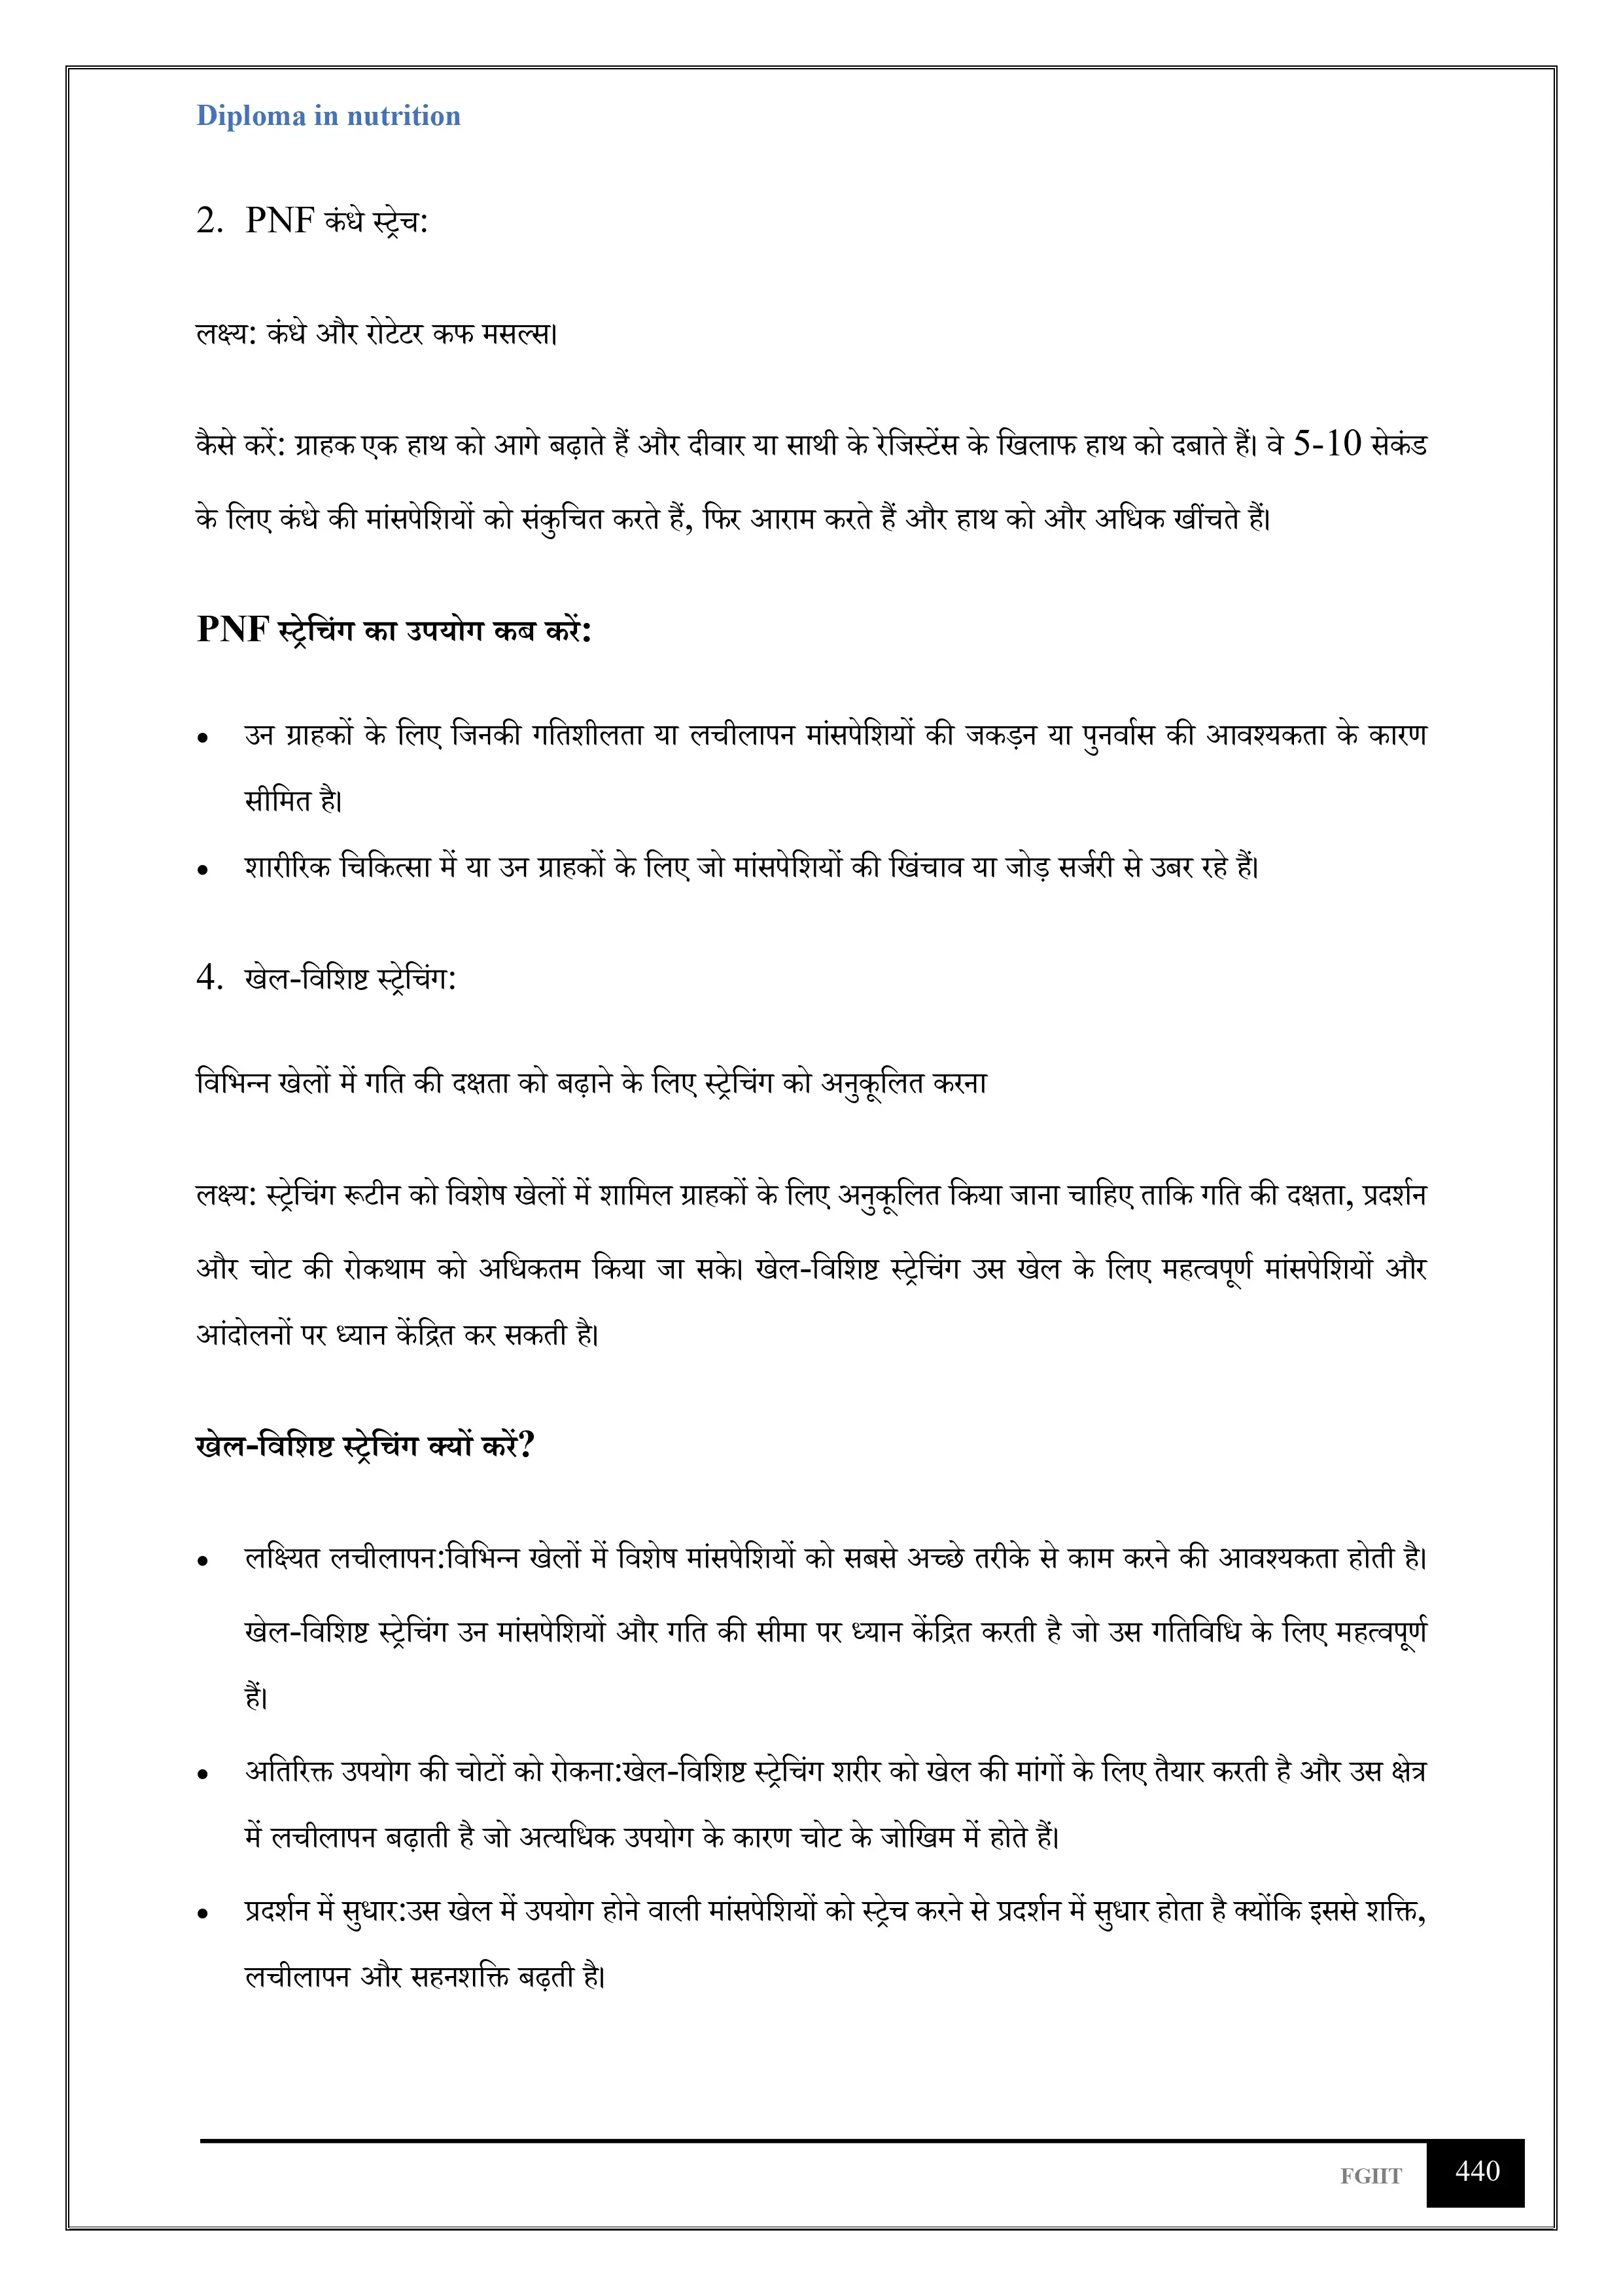 Diploma in nutrition
2. PNF कंधे स्ट्रेच:
लक्ष्य: कंधे और रोटेटर कफ मसल्स।
कैसे करें: ग्राहक एक हाथ को आगे बढ़ाते हैं और दीवार या साथी के रेजिस्टेंस के खिलाफ हाथ को दबाते हैं। वे 5-10 सेकंड
के लिए कंधे की मांसपेशियों को संकुचित करते हैं, फिर आराम करते हैं और हाथ को और अधिक खींचते हैं।
PNF स्ट्रेचिंग का उपयोग कब करें:
• उन ग्राहकों के लिए जिनकी गतिशीलता या लचीलापन मांसपेशियों की जकड़न या पुनर्वास की आवश्यकता के कारण
सीमित है।
• शारीरिक चिकित्सा में या उन ग्राहकों के लिए जो मांसपेशियों की खिंचाव या जोड़ सर्जरी से उबर रहे हैं।
4. खेल-विशिष्ट स्ट्रेचिंग:
विभिन्न खेलों में गति की दक्षता को बढ़ाने के लिए स्ट्रेचिंग को अनुकूलित करना
लक्ष्य: स्ट्रेचिंग रूटीन को विशेष खेलों में शामिल ग्राहकों के लिए अनुकूलित किया जाना चाहिए ताकि गति की दक्षता, प्रदर्शन
और चोट की रोकथाम को अधिकतम किया जा सके। खेल-विशिष्ट स्ट्रेचिंग उस खेल के लिए महत्वपूर्ण मांसपेशियों और
आंदोलनों पर ध्यान केंद्रित कर सकती है।
खेल-विशिष्ट स्ट्रेचिंग क्यों करें?
• लक्ष्यित लचीलापन:विभिन्न खेलों में विशेष मांसपेशियों को सबसे अच्छे तरीके से काम करने की आवश्यकता होती है।
खेल-विशिष्ट स्ट्रेचिंग उन मांसपेशियों और गति की सीमा पर ध्यान केंद्रित करती है जो उस गतिविधि के लिए महत्वपूर्ण
हैं।
• अतिरिक्त उपयोग की चोटों को रोकना:खेल-विशिष्ट स्ट्रेचिंग शरीर को खेल की मांगों के लिए तैयार करती है और उस क्षेत्र
में लचीलापन बढ़ाती है जो अत्यधिक उपयोग के कारण चोट के जोखिम में होते हैं।
• प्रदर्शन में सुधार:उस खेल में उपयोग होने वाली मांसपेशियों को स्ट्रेच करने से प्रदर्शन में सुधार होता है क्योंकि इससे शक्ति,
लचीलापन और सहनशक्ति बढ़ती है।
FGIIT 440